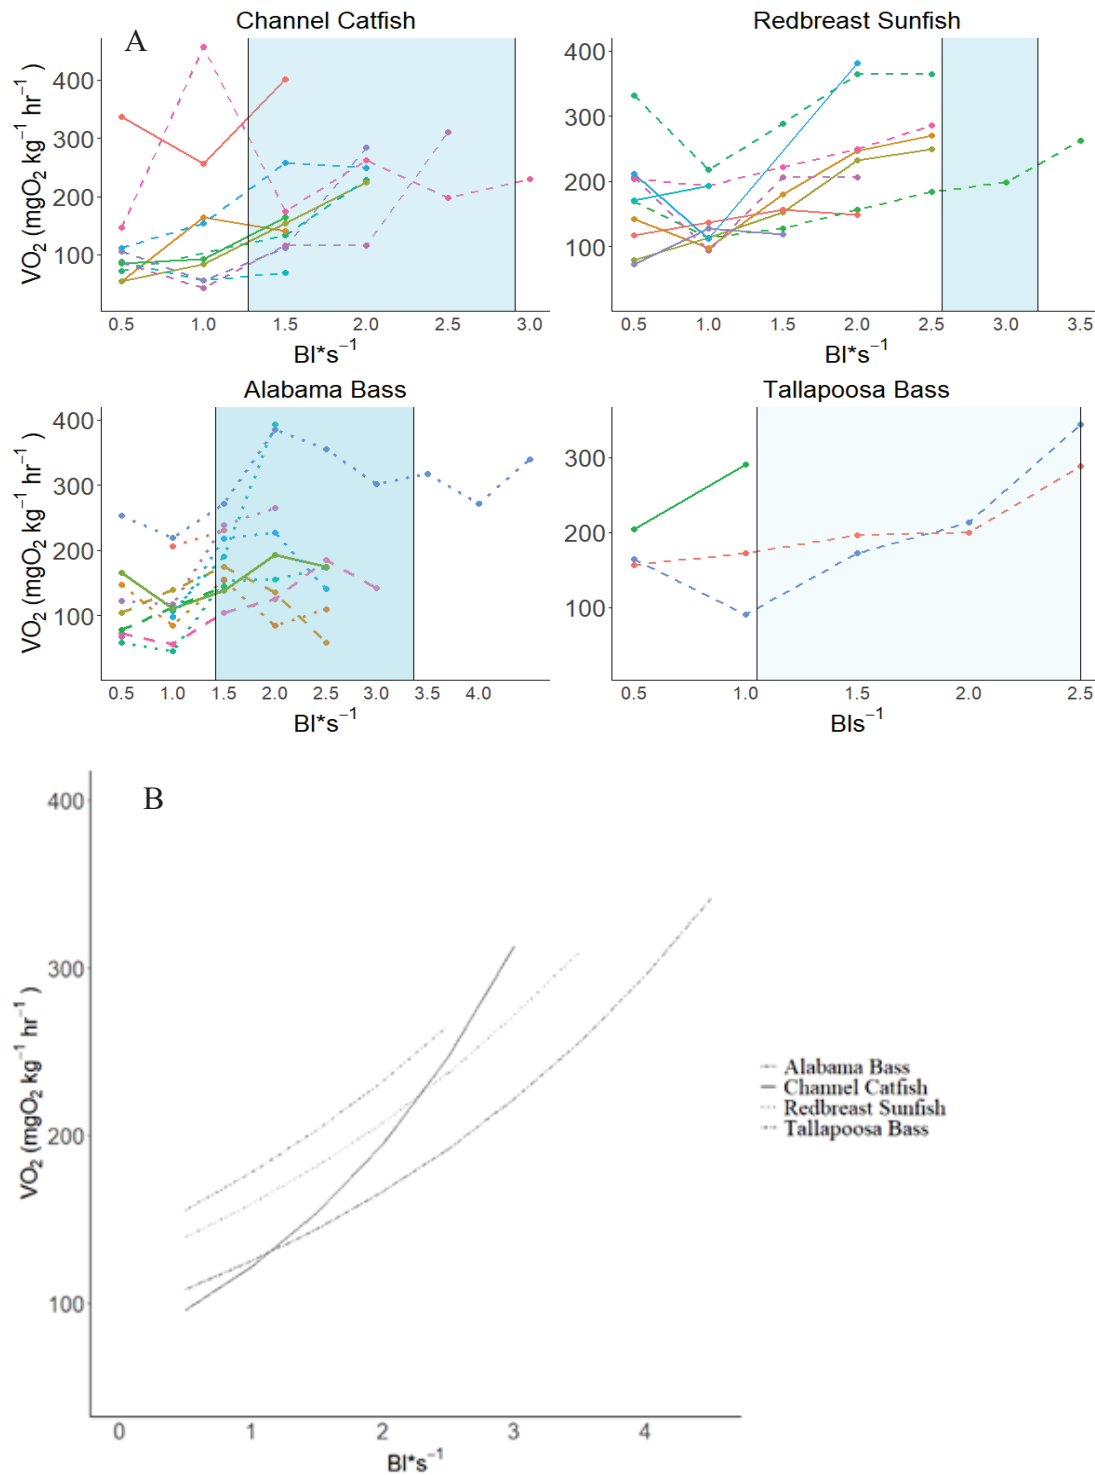 Channel Catfish
A
VO₂ (mgO₂ kg⁻¹ hr⁻¹ )
400
300
200
100
0.5 1.0 1.5 2.0 2.5 3.0
Bl*s⁻¹
Redbreast Sunfish
400
300
200
100
0.5 1.0 1.5 2.0 2.5 3.0 3.5
Bl*s⁻¹
Alabama Bass
VO₂ (mgO₂ kg⁻¹ hr⁻¹ )
400
300
200
100
0.5 1.0 1.5 2.0 2.5 3.0 3.5 4.0
Bl*s⁻¹
Tallapoosa Bass
300
200
100
0.5 1.0 1.5 2.0 2.5
Bls⁻¹
B
VO₂ (mgO₂ kg⁻¹ hr⁻¹ )
400
300
200
100
0 1 2 3 4
Bl*s⁻¹
Alabama Bass
Channel Catfish
Redbreast Sunfish
Tallapoosa Bass